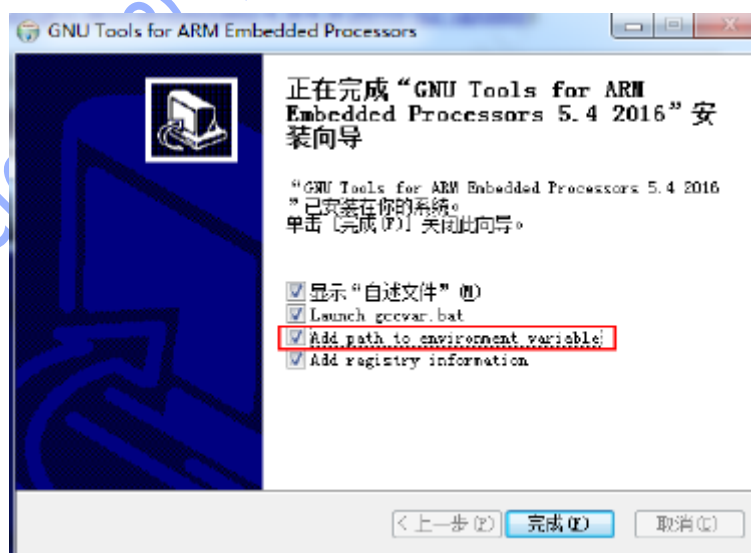 GNU Tools for ARM Embedded Processors
正在完成“GNU Tools for ARM
Embedded Processors 5.4 2016”安
装向导
“GNU Tools for ARM Embedded Processors 5.4 2016
”已安装在你的系统。
单击 [完成(F)] 关闭此向导。
显示“自述文件”(M)
Launch gccvar.bat
Add path to environment variable
Add registry information
<上一步(P) 完成(F) 取消(C)